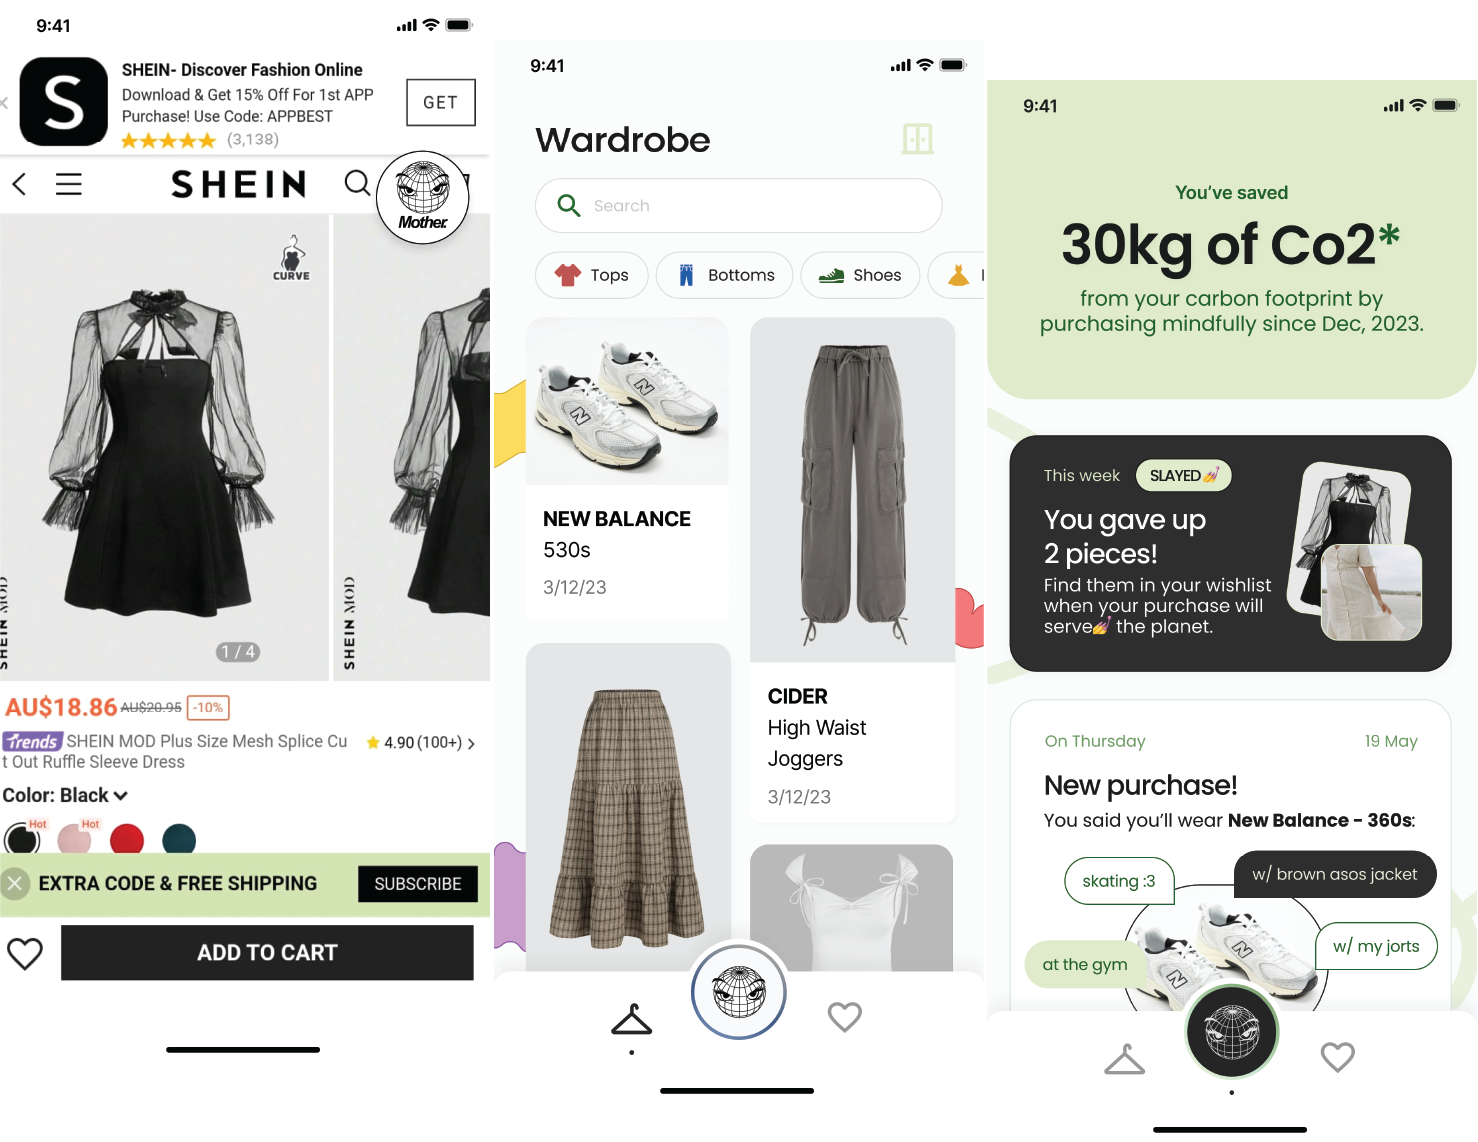 9:41
SHEIN- Discover Fashion Online
Download & Get 15% Off For 1st APP
Purchase! Use Code: APPBEST
(3,138)
GET
S
SHEIN
Mother.
CURVE
SHEIN MOD
SHEIN MOD
1 / 4
AU$18.86 AU$20.95 -10%
Trends SHEIN MOD Plus Size Mesh Splice Cu
t Out Ruffle Sleeve Dress
4.90 (100+)
Color: Black
Hot
Hot
EXTRA CODE & FREE SHIPPING
SUBSCRIBE
ADD TO CART
9:41
Wardrobe
Search
Tops
Bottoms
Shoes
N
N
NEW BALANCE
530s
3/12/23
CIDER
High Waist
Joggers
3/12/23
9:41
You've saved
30kg of Co2*
from your carbon footprint by
purchasing mindfully since Dec, 2023.
This week
SLAYED💅
You gave up
2 pieces!
Find them in your wishlist
when your purchase will
serve💅 the planet.
On Thursday
19 May
New purchase!
You said you'll wear New Balance - 360s:
skating :3
w/ brown asos jacket
w/ my jorts
at the gym
N
N